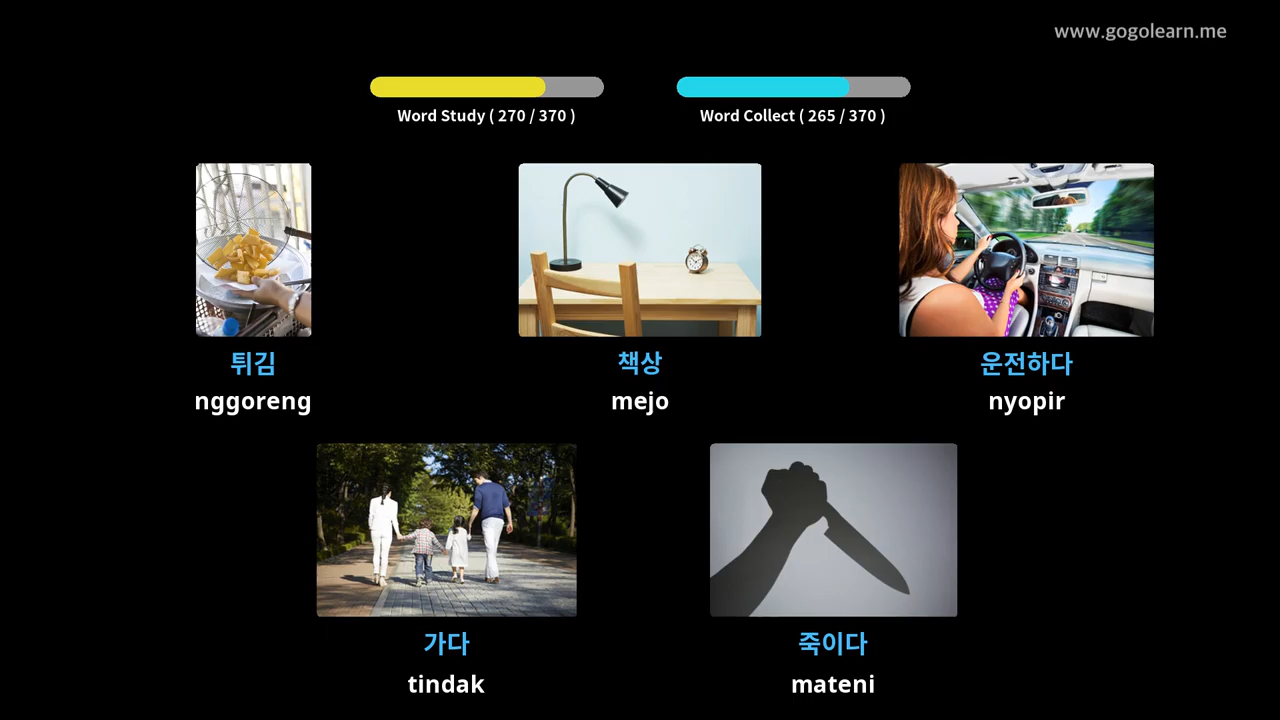 www.gogolearn.me
Word Study ( 270 / 370 )
Word Collect ( 265 / 370 )
튀김
nggoreng
책상
mejo
운전하다
nyopir
가다
tindak
죽이다
mateni